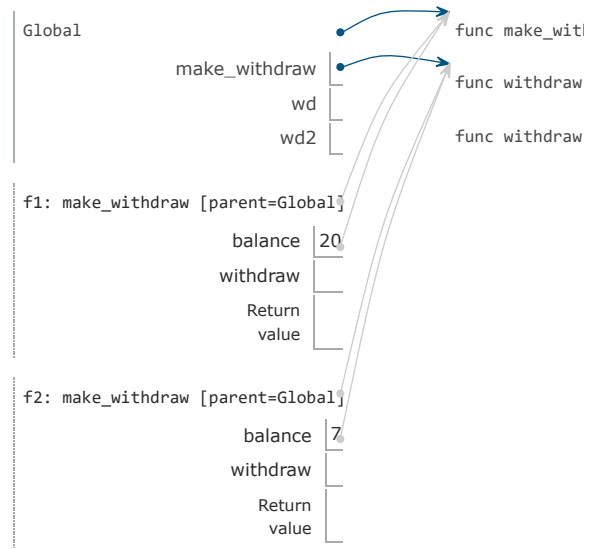 Global
func make_with
make_withdraw
func withdraw
wd
wd2
func withdraw
f1: make_withdraw [parent=Global]
balance 20
withdraw
Return
value
f2: make_withdraw [parent=Global]
balance 7
withdraw
Return
value